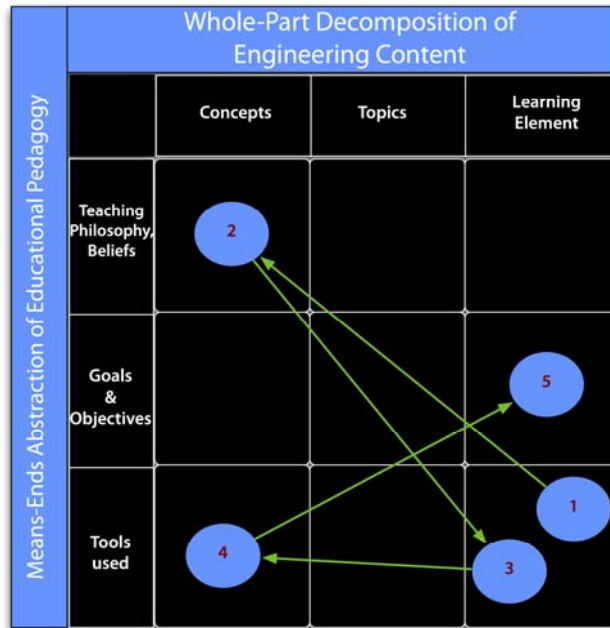 Whole-Part Decomposition of
Engineering Content
Means-Ends Abstraction of Educational Pedagogy
Concepts
Topics
Learning
Element
Teaching
Philosophy,
Beliefs
2
Goals
&
Objectives
5
Tools
used
4
3
1